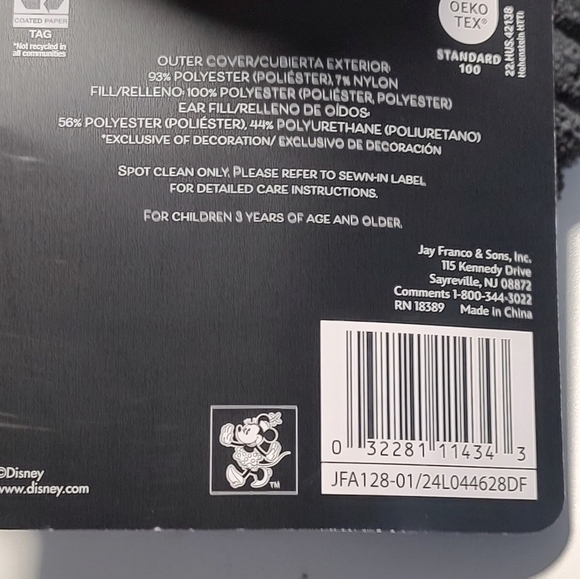 COATED PAPER
TAG
*Not recycled in
all communities
OEKO
TEX®
STANDARD
100
22.HUS.42138
Hohenstein HTTI
OUTER COVER/CUBIERTA EXTERIOR:
93% POLYESTER (POLIÉSTER), 7% NYLON
FILL/RELLENO: 100% POLYESTER (POLIÉSTER, POLYESTER)
EAR FILL/RELLENO DE OÍDOS:
56% POLYESTER (POLIÉSTER), 44% POLYURETHANE (POLIURETANO)
*EXCLUSIVE OF DECORATION/ EXCLUSIVO DE DECORACIÓN
SPOT CLEAN ONLY. PLEASE REFER TO SEWN-IN LABEL
FOR DETAILED CARE INSTRUCTIONS.
FOR CHILDREN 3 YEARS OF AGE AND OLDER.
Jay Franco & Sons, Inc.
115 Kennedy Drive
Sayreville, NJ 08872
Comments 1-800-344-3022
RN 18389 Made in China
0 32281 11434 3
JFA128-01/24L044628DF
TM
©Disney
www.disney.com